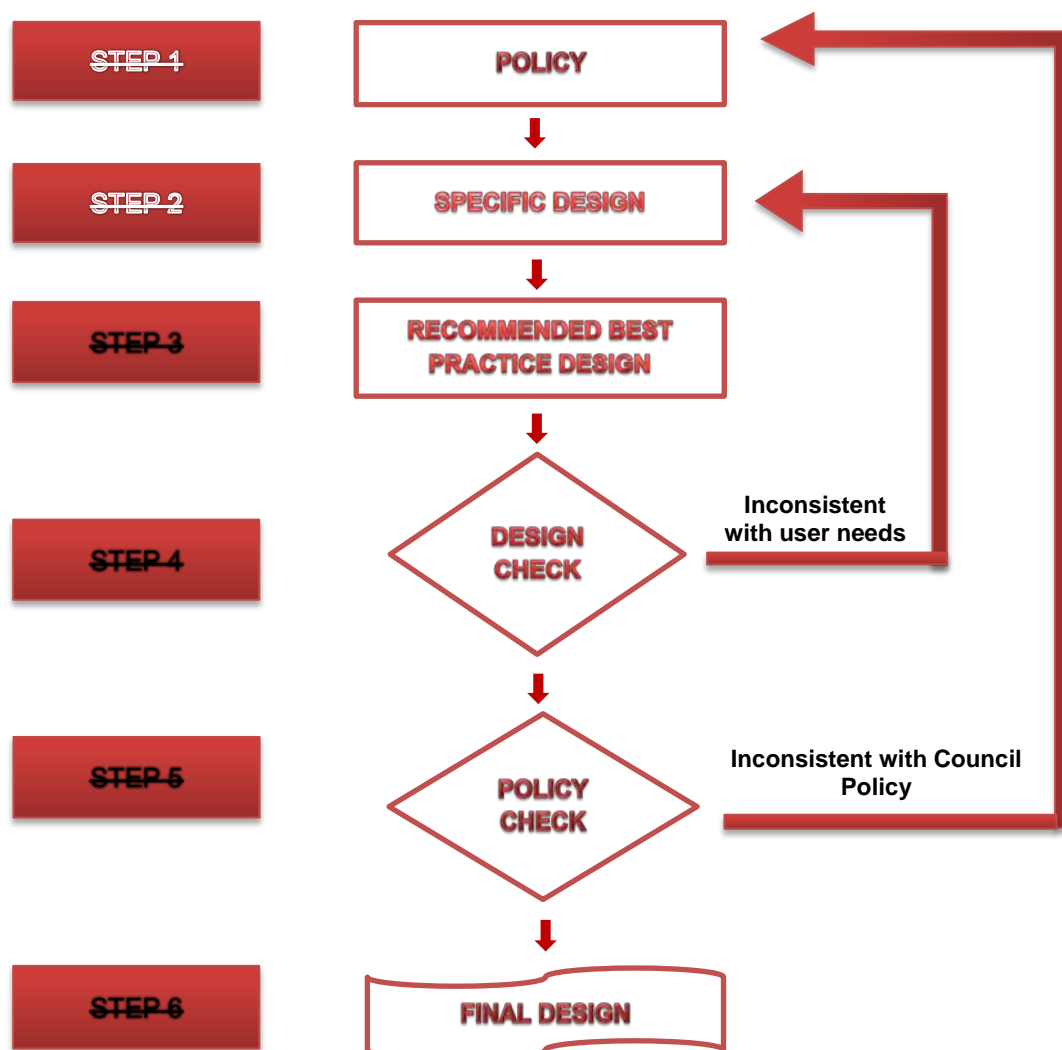 STEP 1
POLICY
STEP 2
SPECIFIC DESIGN
STEP 3
RECOMMENDED BEST
PRACTICE DESIGN
STEP 4
DESIGN
CHECK
Inconsistent
with user needs
STEP 5
POLICY
CHECK
Inconsistent with Council
Policy
STEP 6
FINAL DESIGN